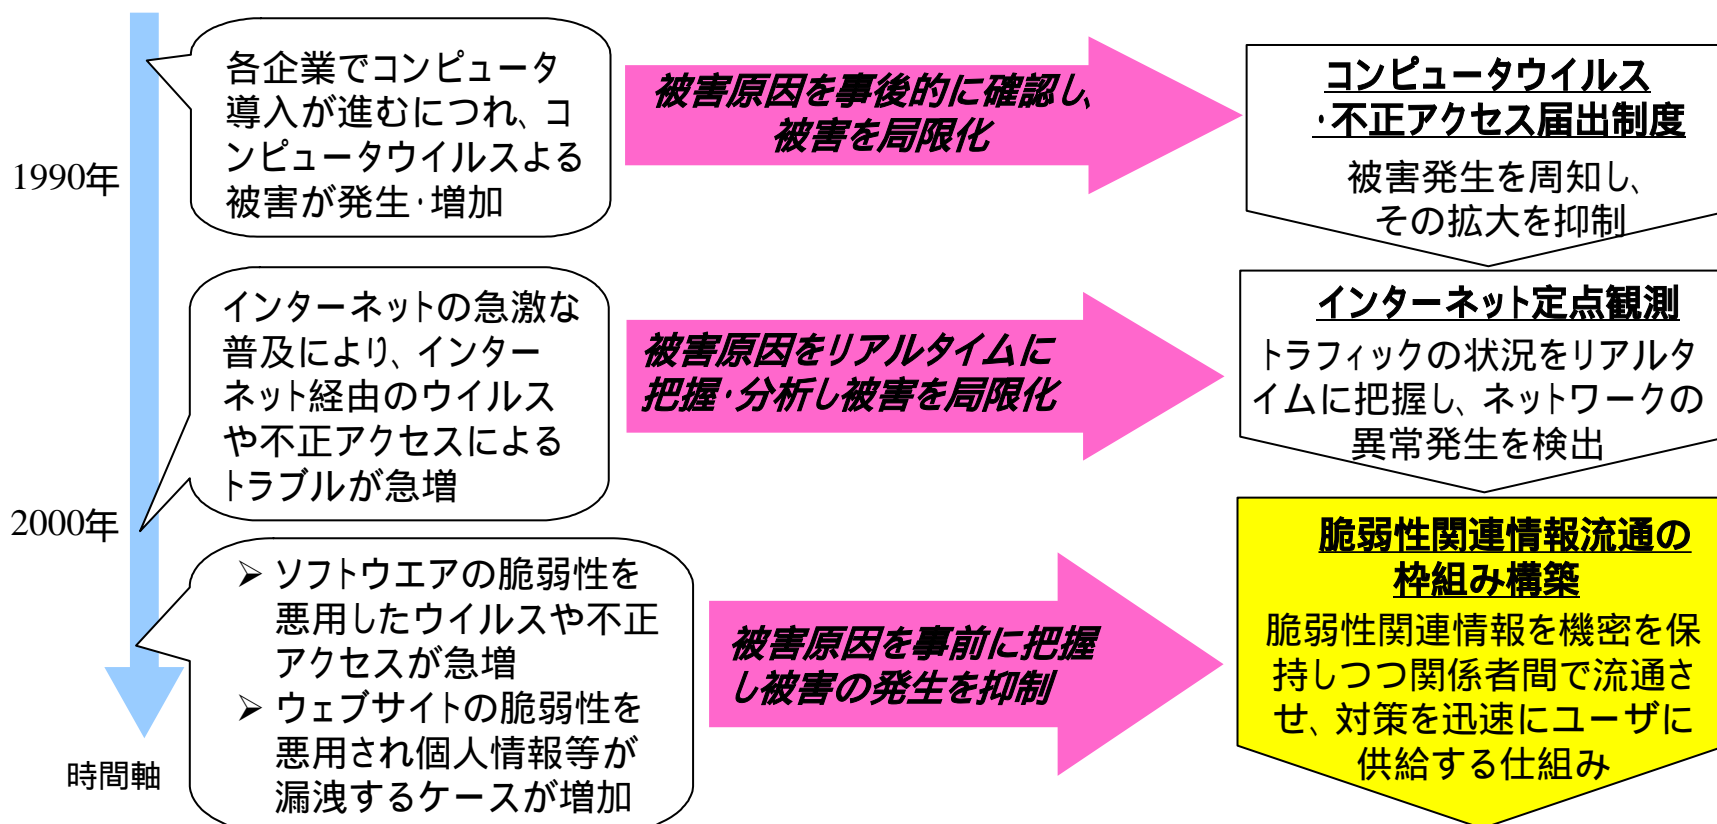 各企業でコンピュータ
導入が進むにつれ、コ
ンピュータウイルスよる
被害が発生・増加
被害原因を事後的に確認し、
被害を局限化
コンピュータウイルス
・不正アクセス届出制度
被害発生を周知し、
その拡大を抑制
1990年
インターネットの急激な
普及により、インター
ネット経由のウイルス
や不正アクセスによる
トラブルが急増
被害原因をリアルタイムに
把握・分析し被害を局限化
インターネット定点観測
トラフィックの状況をリアルタ
イムに把握し、ネットワークの
異常発生を検出
2000年
➢ ソフトウエアの脆弱性を
悪用したウイルスや不正
アクセスが急増
➢ ウェブサイトの脆弱性を
悪用され個人情報等が
漏洩するケースが増加
被害原因を事前に把握
し被害の発生を抑制
脆弱性関連情報流通の
枠組み構築
脆弱性関連情報を機密を保
持しつつ関係者間で流通さ
せ、対策を迅速にユーザに
供給する仕組み
時間軸